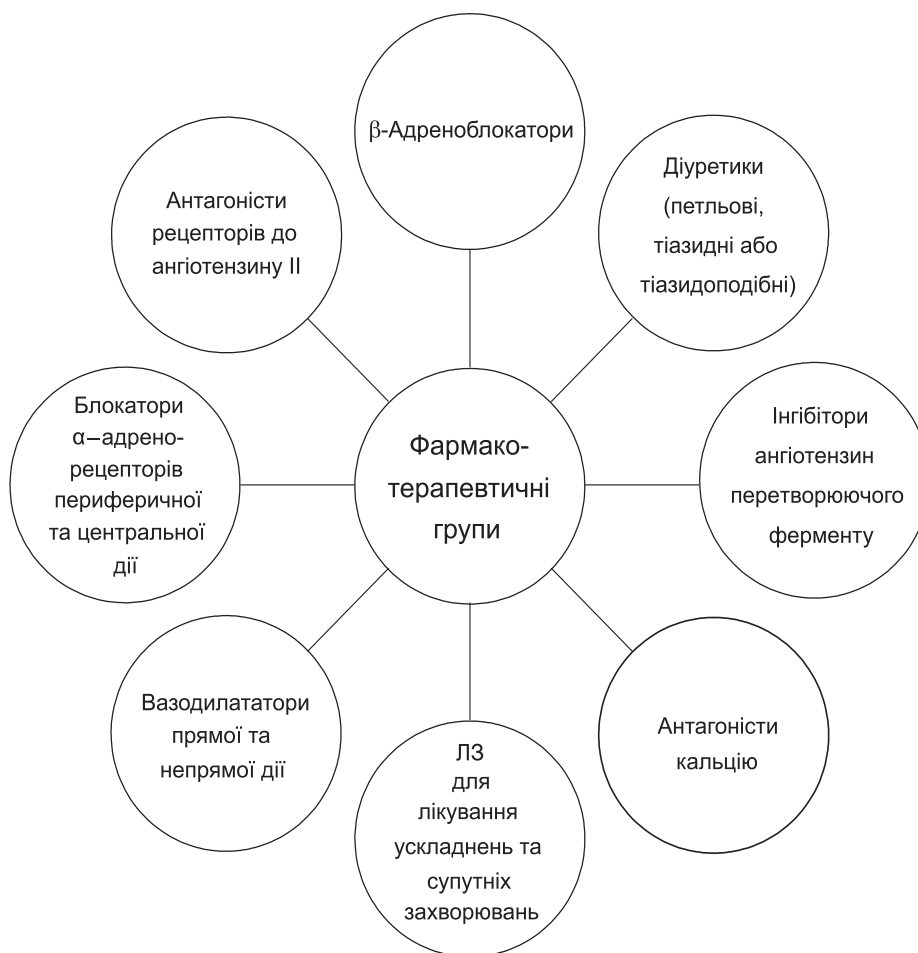 β-Адреноблокатори
Діуретики
(петльові,
тіазидні або
тіазидоподібні)
Інгібітори
ангіотензин
перетворюючого
ферменту
Антагоністи
кальцію
ЛЗ
для
лікування
ускладнень та
супутніх
захворювань
Вазодилататори
прямої та
непрямої дії
Блокатори
α–адрено-
рецепторів
периферичної
та центральної
дії
Антагоністи
рецепторів до
ангіотензину II
Фармако-
терапевтичні
групи